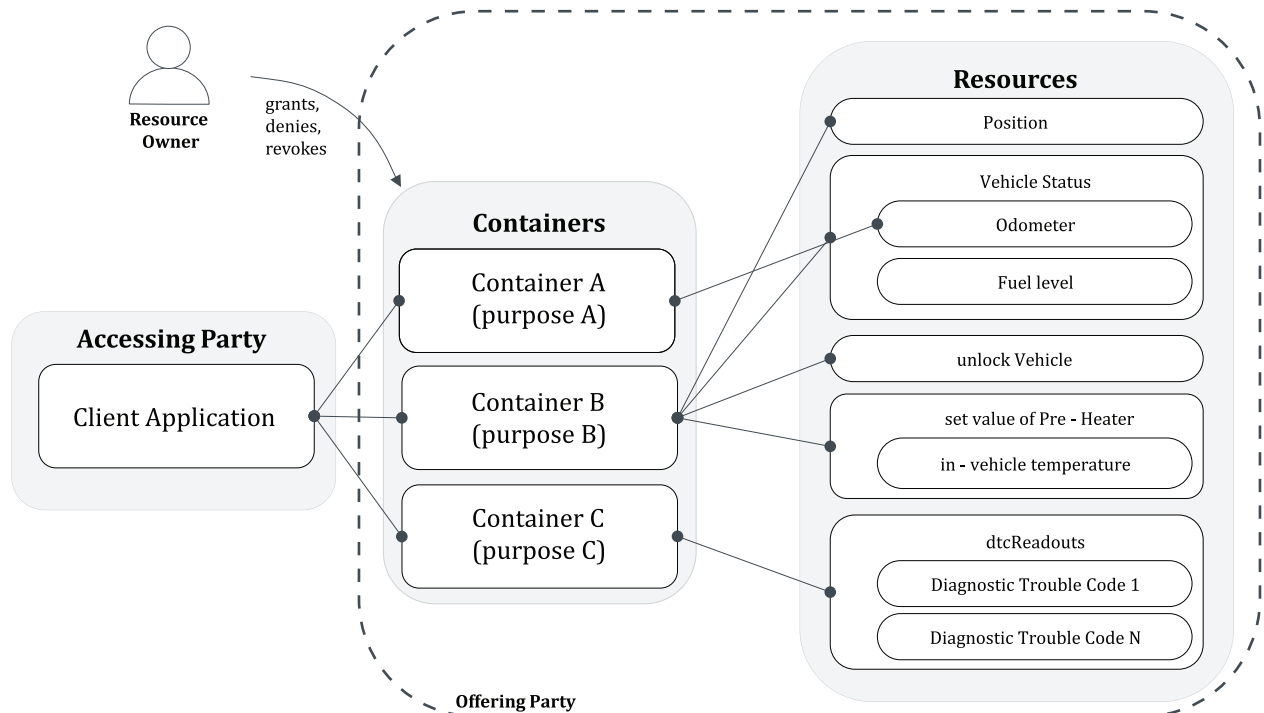 Resource
Owner
grants,
denies,
revokes
Accessing Party
Client Application
Containers
Container A
(purpose A)
Container B
(purpose B)
Container C
(purpose C)
Resources
Position
Vehicle Status
Odometer
Fuel level
unlock Vehicle
set value of Pre - Heater
in - vehicle temperature
dtcReadouts
Diagnostic Trouble Code 1
Diagnostic Trouble Code N
Offering Party